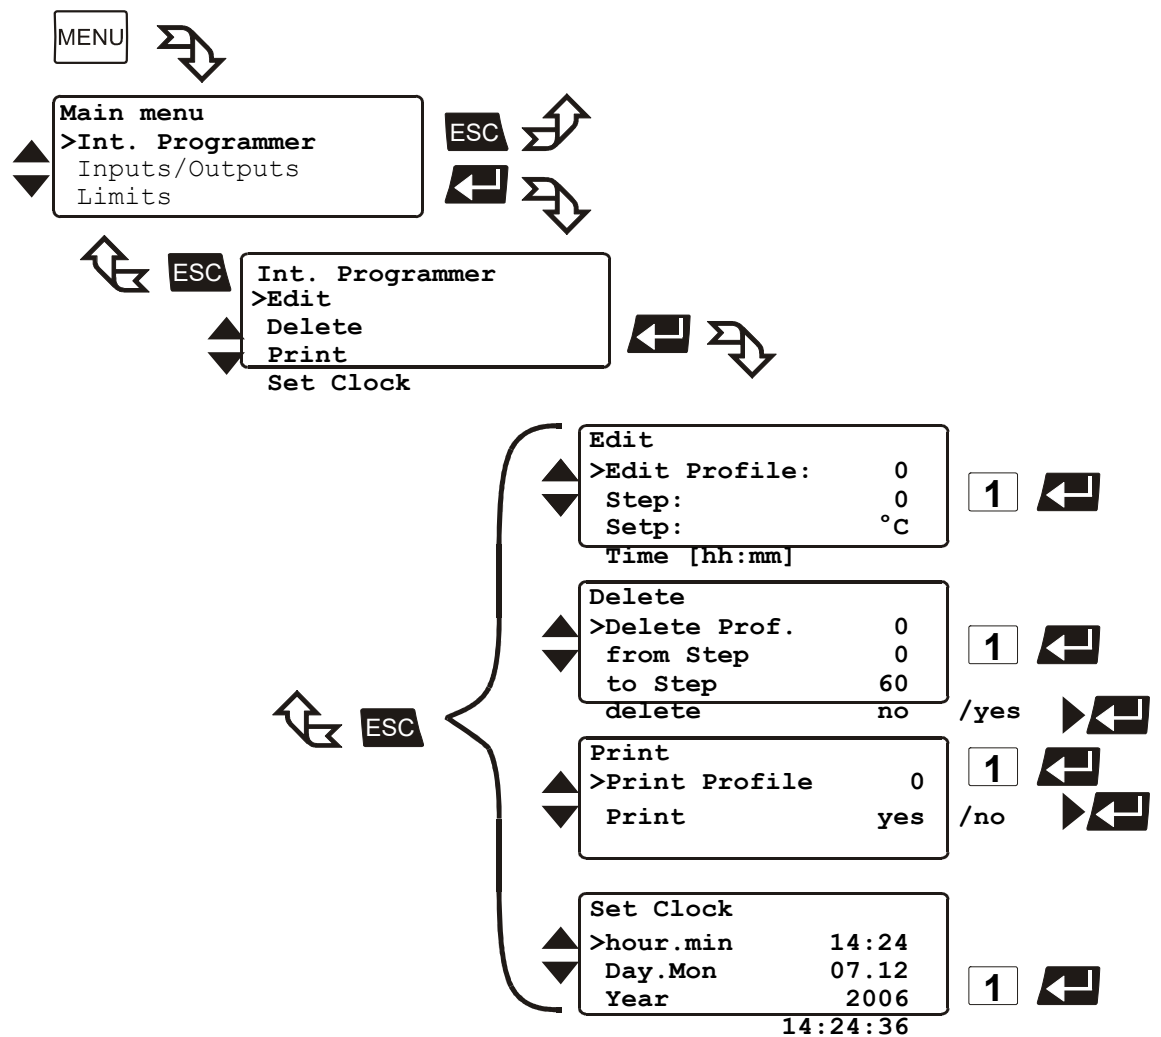 MENU
Main menu
>Int. Programmer
Inputs/Outputs
Limits
ESC
ESC
Int. Programmer
>Edit
Delete
Print
Set Clock
Edit
>Edit Profile: 0
Step: 0
Setp: °C
Time [hh:mm]
1
Delete
>Delete Prof. 0
from Step 0
to Step 60
delete no /yes
1
ESC
Print
>Print Profile 0
Print yes /no
1
Set Clock
>hour.min 14:24
Day.Mon 07.12
Year 2006
14:24:36
1